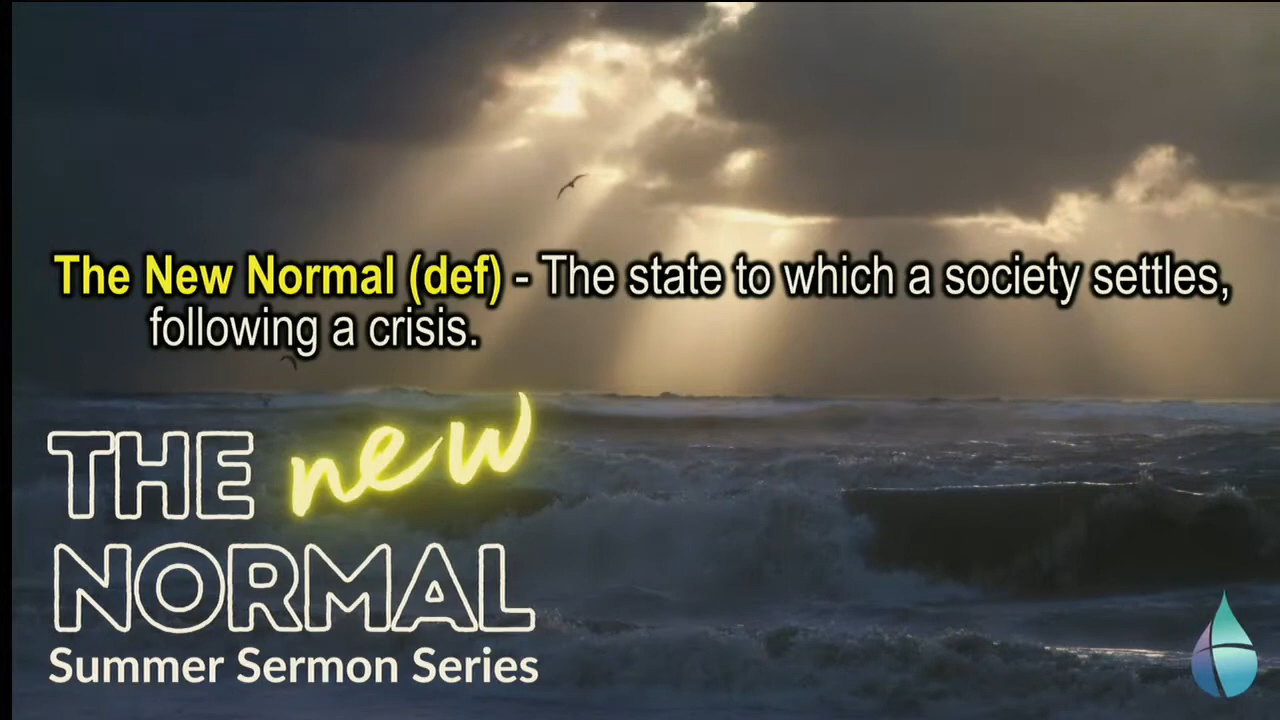 The New Normal (def) - The state to which a society settles,
following a crisis.
THE new
NORMAL
Summer Sermon Series